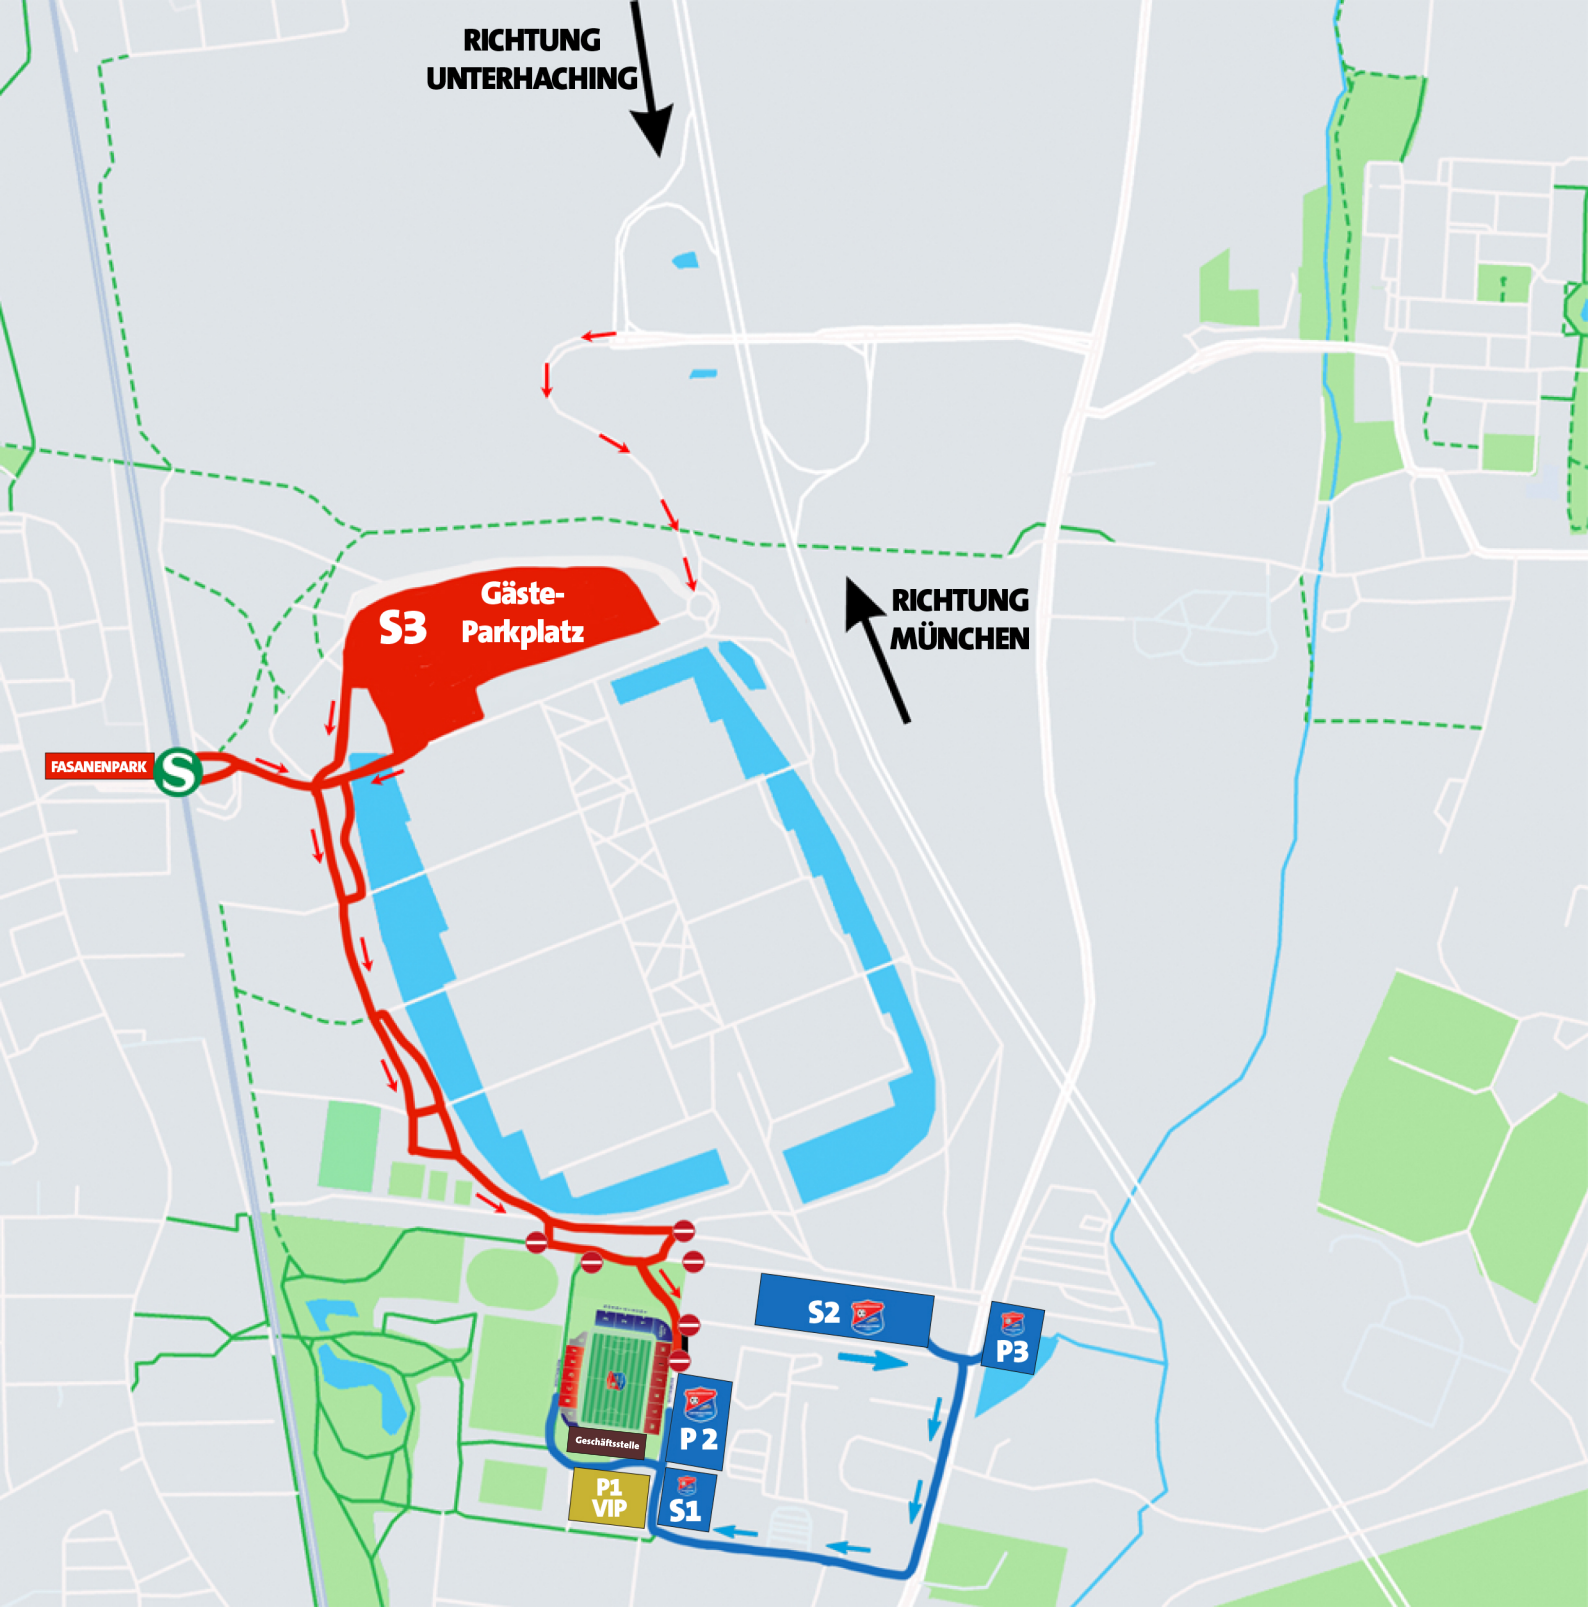 RICHTUNG
UNTERHACHING
Gäste-
S3 Parkplatz
RICHTUNG
MÜNCHEN
FASANENPARK
S
S2
P3
P 2
Geschäftsstelle
P1
VIP
S1